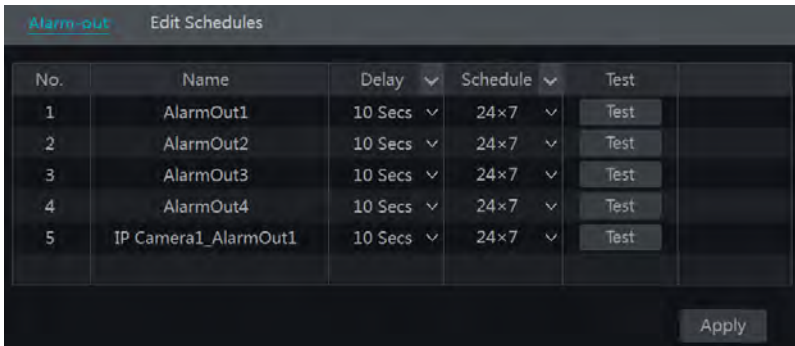 Alarm-out Edit Schedules
No. Name Delay Schedule Test
1 AlarmOut1 10 Secs 24×7 Test
2 AlarmOut2 10 Secs 24×7 Test
3 AlarmOut3 10 Secs 24×7 Test
4 AlarmOut4 10 Secs 24×7 Test
5 IP Camera1_AlarmOut1 10 Secs 24×7 Test
Apply